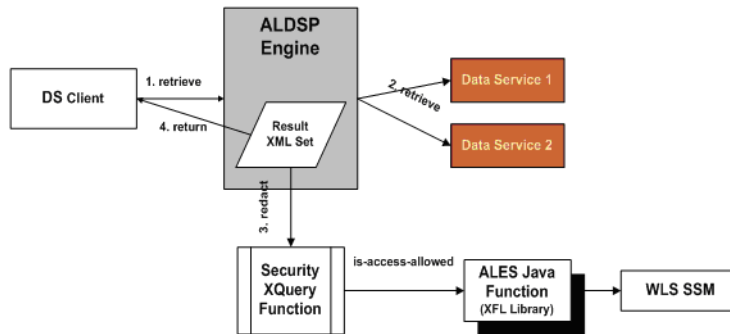 ALDSP
Engine
DS Client
1. retrieve
4. return
Result
XML Set
2. retrieve
Data Service 1
Data Service 2
3. redact
Security
XQuery
Function
is-access-allowed
ALES Java
Function
(XFL Library)
WLS SSM